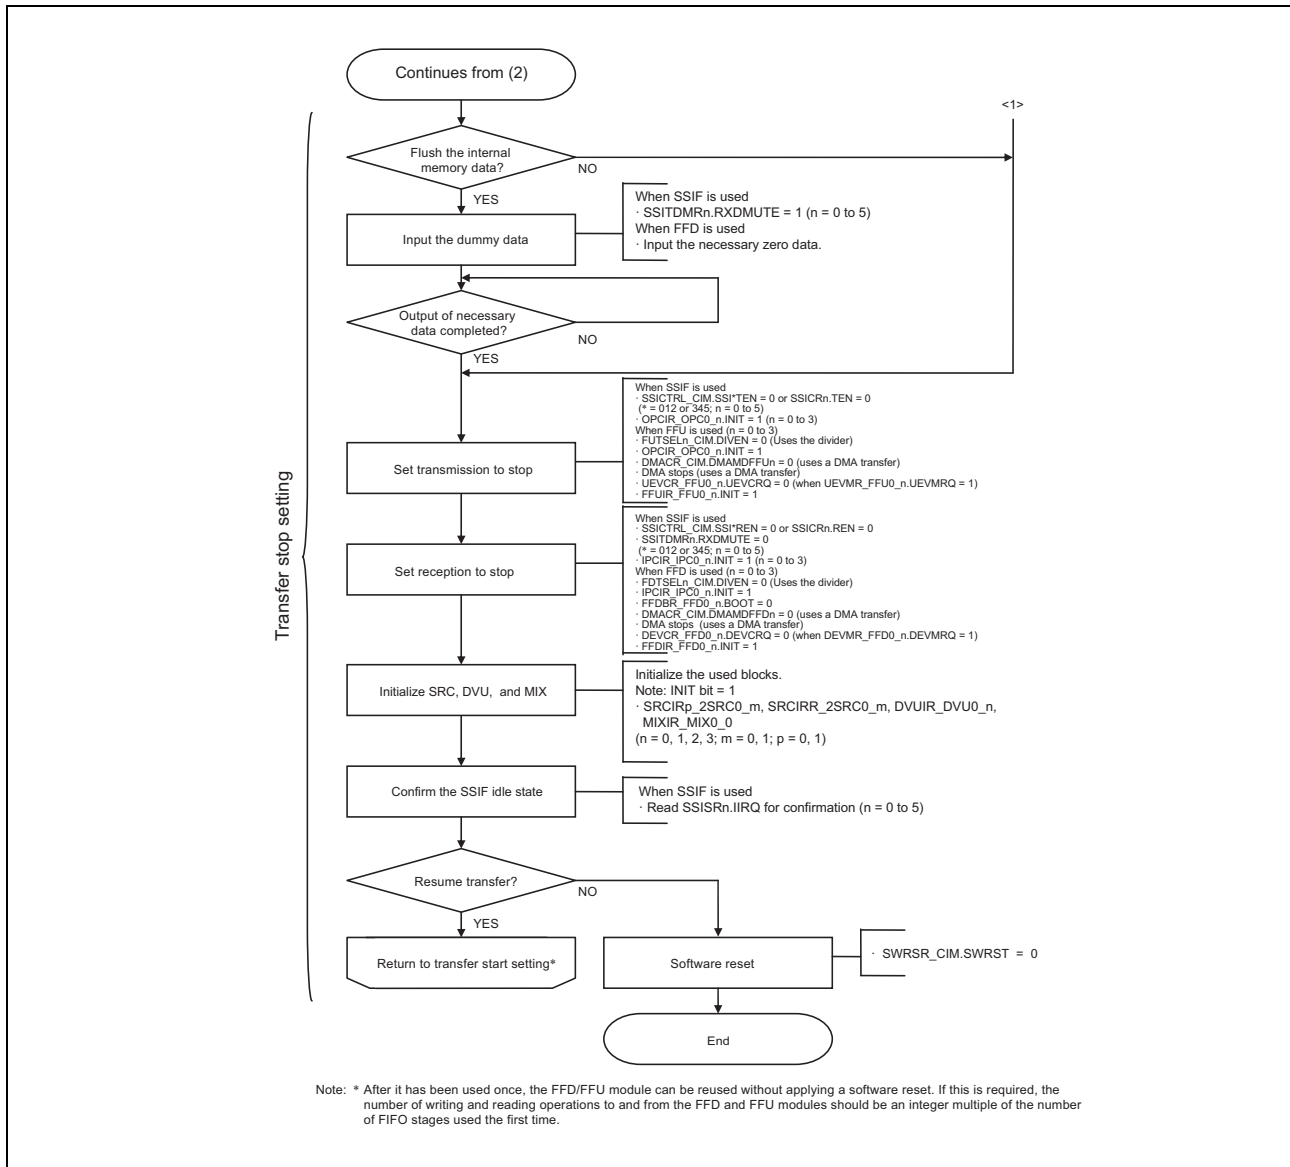 Continues from (2)
<1>
Flush the internal
memory data?
NO
YES
When SSIF is used
· SSITDMRn.RXDMUTE = 1 (n = 0 to 5)
When FFD is used
· Input the necessary zero data.
Input the dummy data
Output of necessary
data completed?
NO
YES
When SSIF is used
· SSICTRL_CIM.SSI*TEN = 0 or SSICRn.TEN = 0
(* = 012 or 345; n = 0 to 5)
· OPCIR_OPC0_n.INIT = 1 (n = 0 to 3)
When FFU is used (n = 0 to 3)
· FUTSELn_CIM.DIVEN = 0 (Uses the divider)
· OPCIR_OPC0_n.INIT = 1
· DMACR_CIM.DMAMDFFUn = 0 (uses a DMA transfer)
· DMA stops (uses a DMA transfer)
· UEVCR_FFU0_n.UEVCRQ = 0 (when UEVMR_FFU0_n.UEVMRQ = 1)
· FFUIR_FFU0_n.INIT = 1
Set transmission to stop
Transfer stop setting
When SSIF is used
· SSICTRL_CIM.SSI*REN = 0 or SSICRn.REN = 0
· SSITDMRn.RXDMUTE = 0
(* = 012 or 345; n = 0 to 5)
· IPCIR_IPC0_n.INIT = 1 (n = 0 to 3)
When FFD is used (n = 0 to 3)
· FDTSELn_CIM.DIVEN = 0 (Uses the divider)
· IPCIR_IPC0_n.INIT = 1
· FFDBR_FFD0_n.BOOT = 0
· DMACR_CIM.DMAMDFFDn = 0 (uses a DMA transfer)
· DMA stops (uses a DMA transfer)
· DEVCR_FFD0_n.DEVCRQ = 0 (when DEVMR_FFD0_n.DEVMRQ = 1)
· FFDIR_FFD0_n.INIT = 1
Set reception to stop
Initialize SRC, DVU, and MIX
Initialize the used blocks.
Note: INIT bit = 1
· SRCIRp_2SRC0_m, SRCIRR_2SRC0_m, DVUIR_DVU0_n,
MIXIR_MIX0_0
(n = 0, 1, 2, 3; m = 0, 1; p = 0, 1)
Confirm the SSIF idle state
When SSIF is used
· Read SSISRn.IIRQ for confirmation (n = 0 to 5)
Resume transfer?
NO
YES
Return to transfer start setting*
Software reset
· SWRSR_CIM.SWRST = 0
End
Note: * After it has been used once, the FFD/FFU module can be reused without applying a software reset. If this is required, the
number of writing and reading operations to and from the FFD and FFU modules should be an integer multiple of the number
of FIFO stages used the first time.